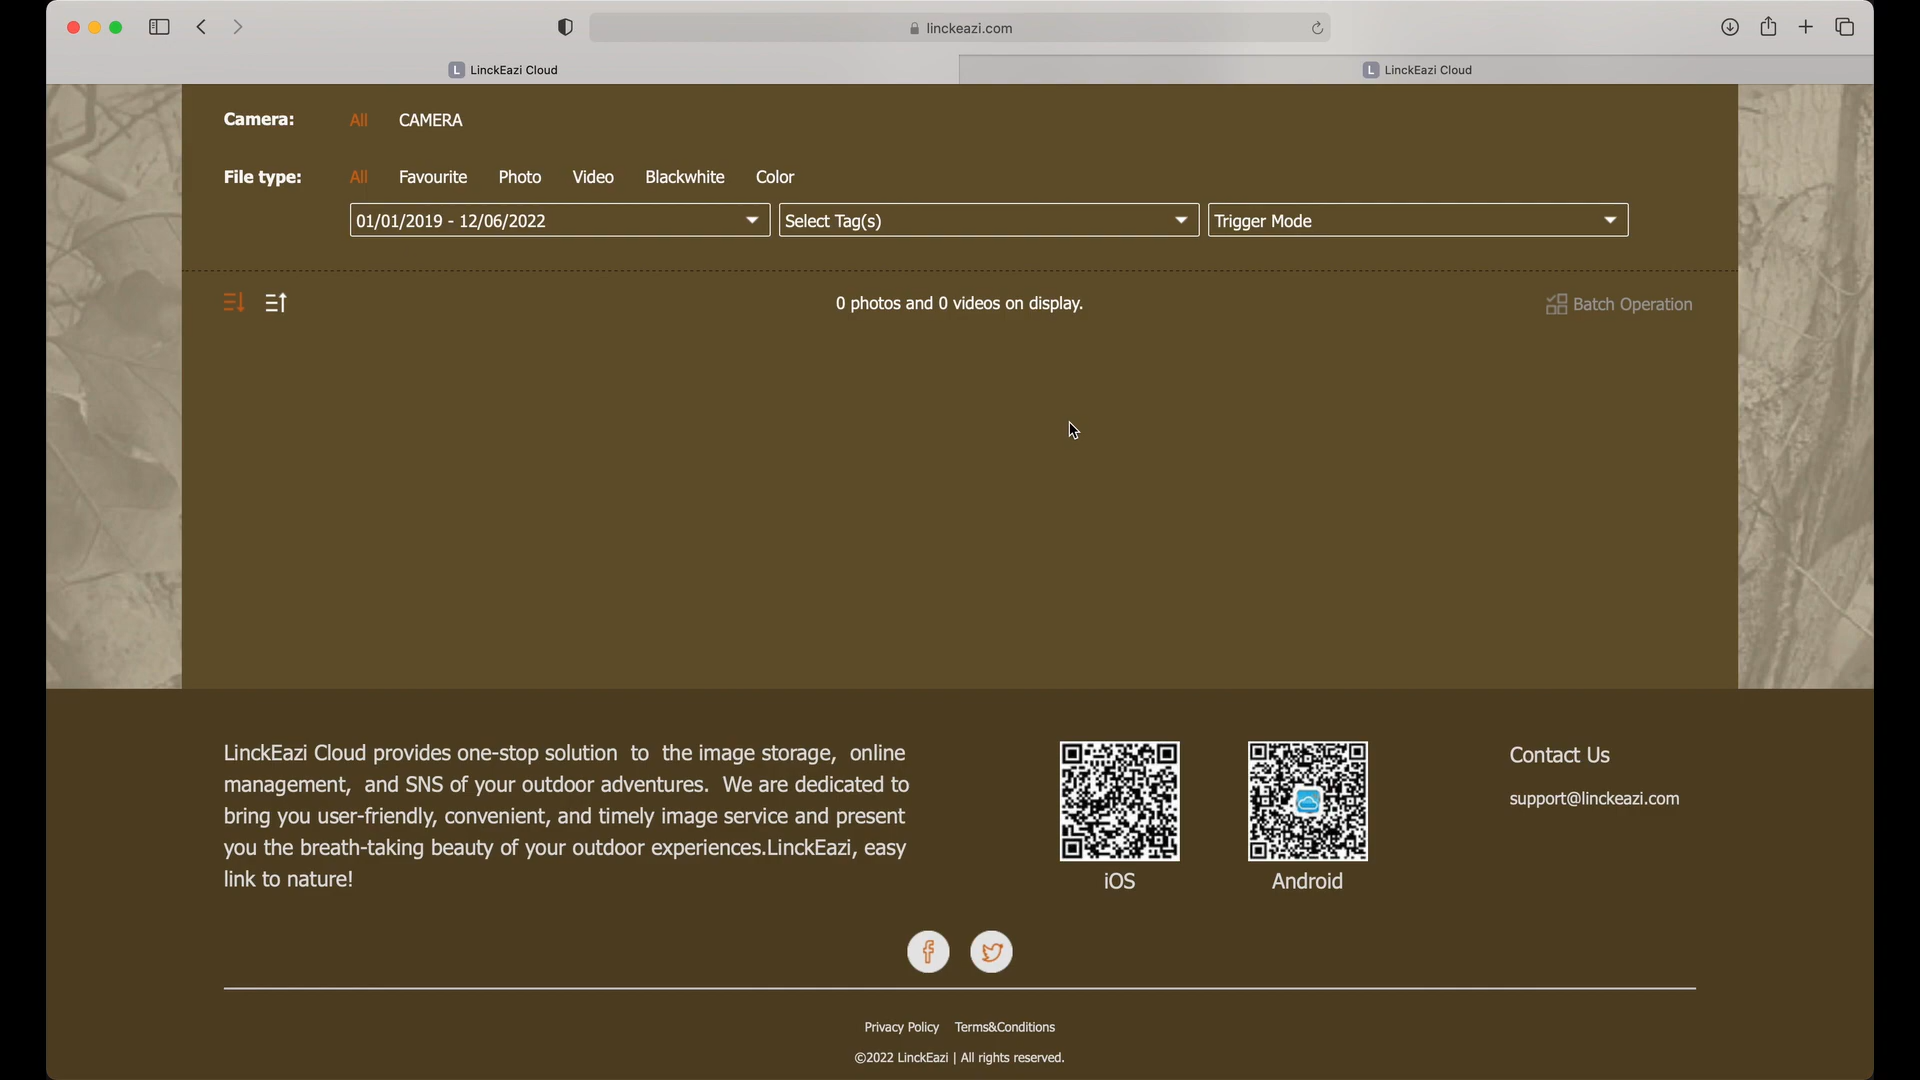 linckeazi.com
L LinckEazi Cloud
L LinckEazi Cloud
Camera: All CAMERA
File type: All Favourite Photo Video Blackwhite Color
01/01/2019 - 12/06/2022 Select Tag(s) Trigger Mode
0 photos and 0 videos on display. Batch Operation
LinckEazi Cloud provides one-stop solution to the image storage, online
management, and SNS of your outdoor adventures. We are dedicated to
bring you user-friendly, convenient, and timely image service and present
you the breath-taking beauty of your outdoor experiences.LinckEazi, easy
link to nature!
iOS
Android
Contact Us
support@linckeazi.com
Privacy Policy Terms&Conditions
©2022 LinckEazi | All rights reserved.